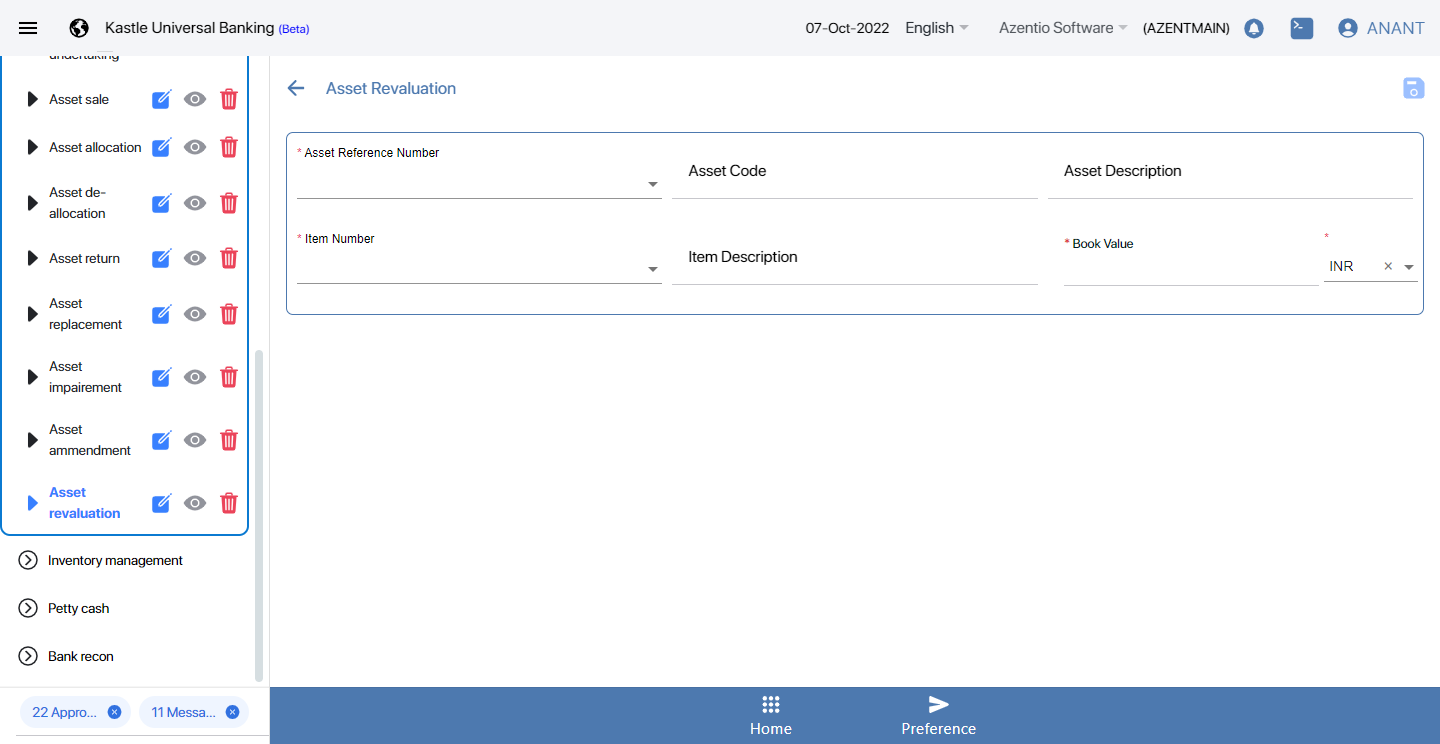 Kastle Universal Banking (Beta)
07-Oct-2022
English
Azentio Software
(AZENTMAIN)
ANANT
undertaking
Asset sale
Asset allocation
Asset de-
allocation
Asset return
Asset
replacement
Asset
impairement
Asset
ammendment
Asset
revaluation
Inventory management
Petty cash
Bank recon
22 Appro...
11 Messa...
Asset Revaluation
* Asset Reference Number
Asset Code
Asset Description
* Item Number
Item Description
* Book Value
*
INR
Home
Preference